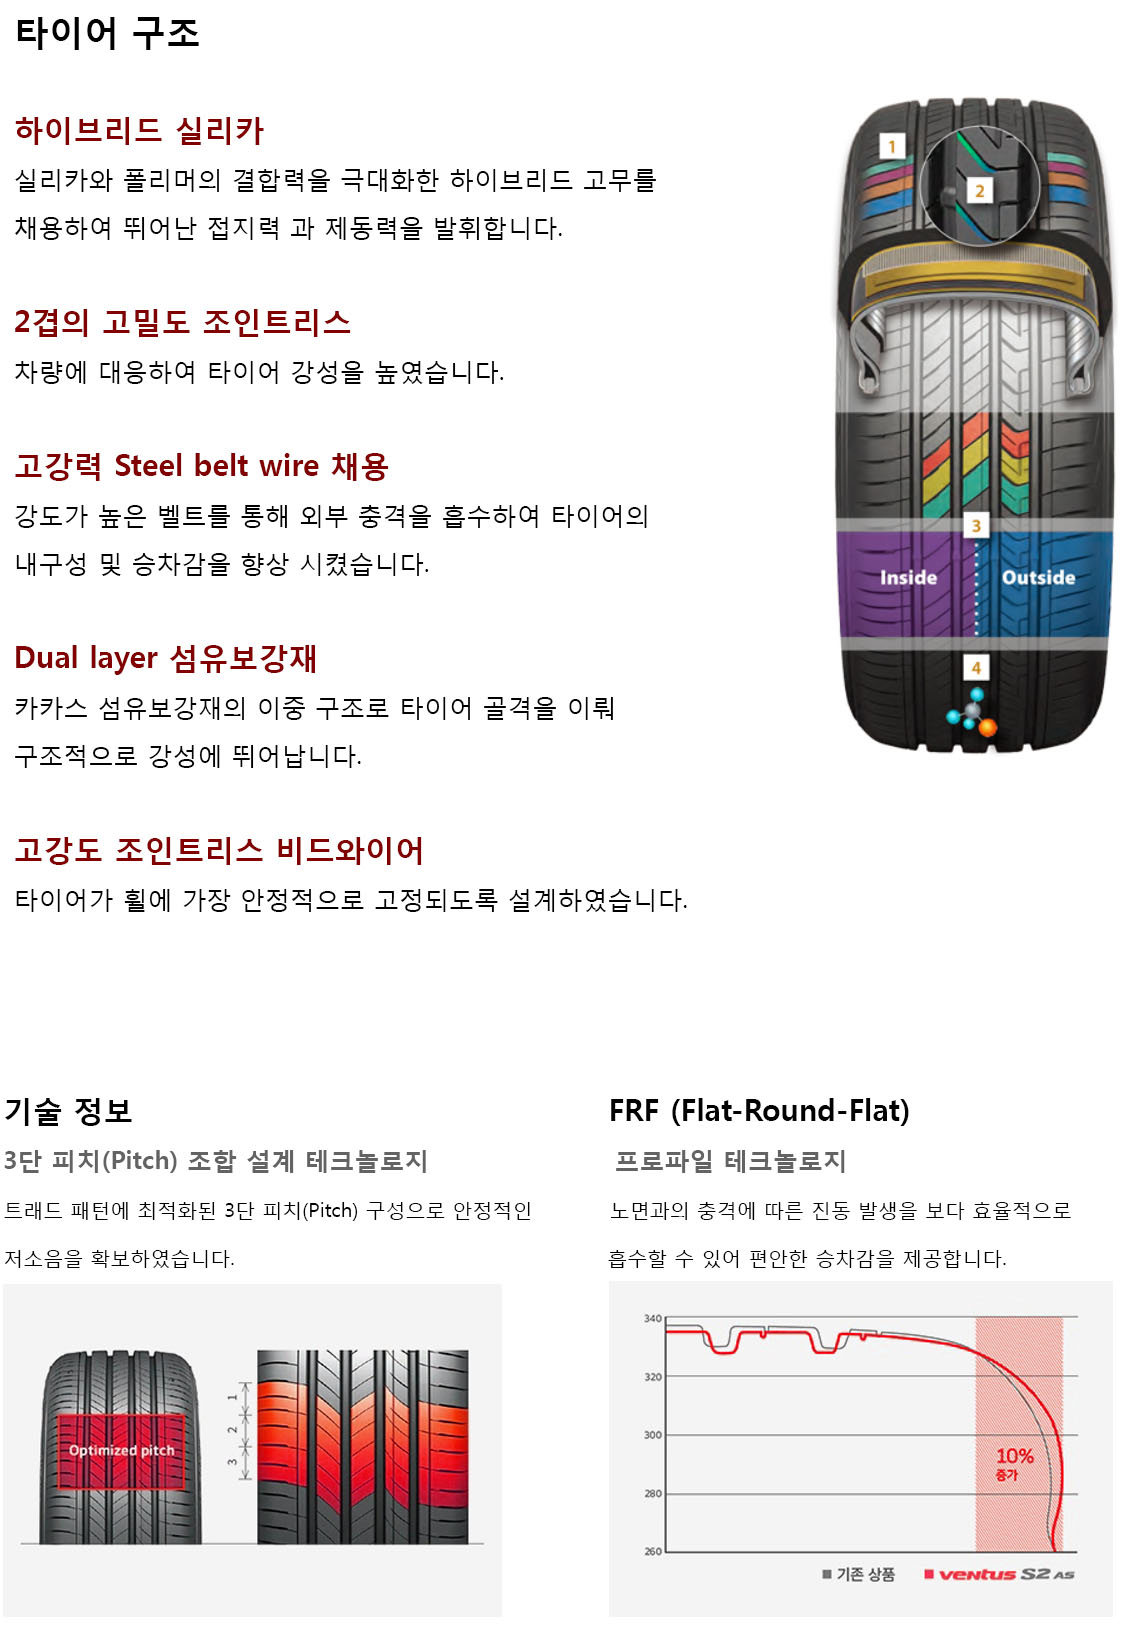 타이어 구조
하이브리드 실리카
실리카와 폴리머의 결합력을 극대화한 하이브리드 고무를
채용하여 뛰어난 접지력 과 제동력을 발휘합니다.
2겹의 고밀도 조인트리스
차량에 대응하여 타이어 강성을 높였습니다.
고강력 Steel belt wire 채용
강도가 높은 벨트를 통해 외부 충격을 흡수하여 타이어의
내구성 및 승차감을 향상 시켰습니다.
Dual layer 섬유보강재
카카스 섬유보강재의 이중 구조로 타이어 골격을 이뤄
구조적으로 강성에 뛰어납니다.
고강도 조인트리스 비드와이어
타이어가 휠에 가장 안정적으로 고정되도록 설계하였습니다.
1
2
3
Inside Outside
4
기술 정보
3단 피치(Pitch) 조합 설계 테크놀로지
트래드 패턴에 최적화된 3단 피치(Pitch) 구성으로 안정적인
저소음을 확보하였습니다.
Optimized pitch
1
2
3
FRF (Flat-Round-Flat)
프로파일 테크놀로지
노면과의 충격에 따른 진동 발생을 보다 효율적으로
흡수할 수 있어 편안한 승차감을 제공합니다.
340
320
300
280
260
10%
증가
기존 상품 ventus S2 AS